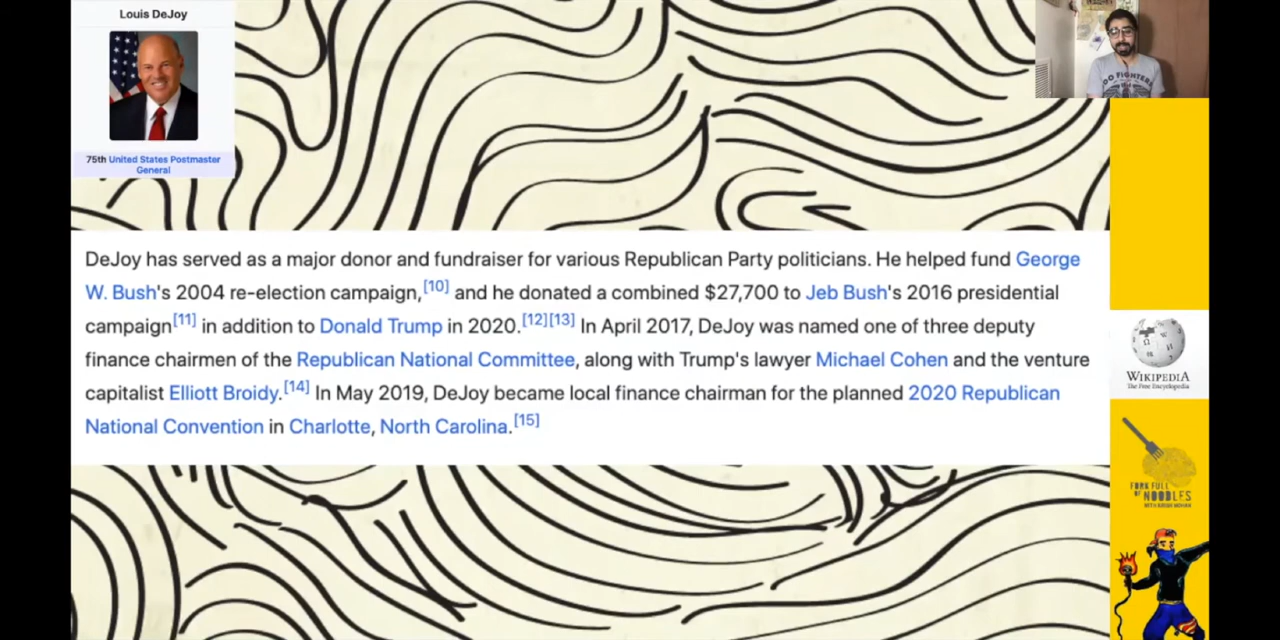 Louis DeJoy
75th United States Postmaster
General
DeJoy has served as a major donor and fundraiser for various Republican Party politicians. He helped fund George
W. Bush's 2004 re-election campaign,[10] and he donated a combined $27,700 to Jeb Bush's 2016 presidential
campaign[11] in addition to Donald Trump in 2020.[12][13] In April 2017, DeJoy was named one of three deputy
finance chairmen of the Republican National Committee, along with Trump's lawyer Michael Cohen and the venture
capitalist Elliott Broidy.[14] In May 2019, DeJoy became local finance chairman for the planned 2020 Republican
National Convention in Charlotte, North Carolina.[15]
OO FIGHTERS
WIKIPEDIA
The Free Encyclopedia
FORK FULL
OF NOODLES